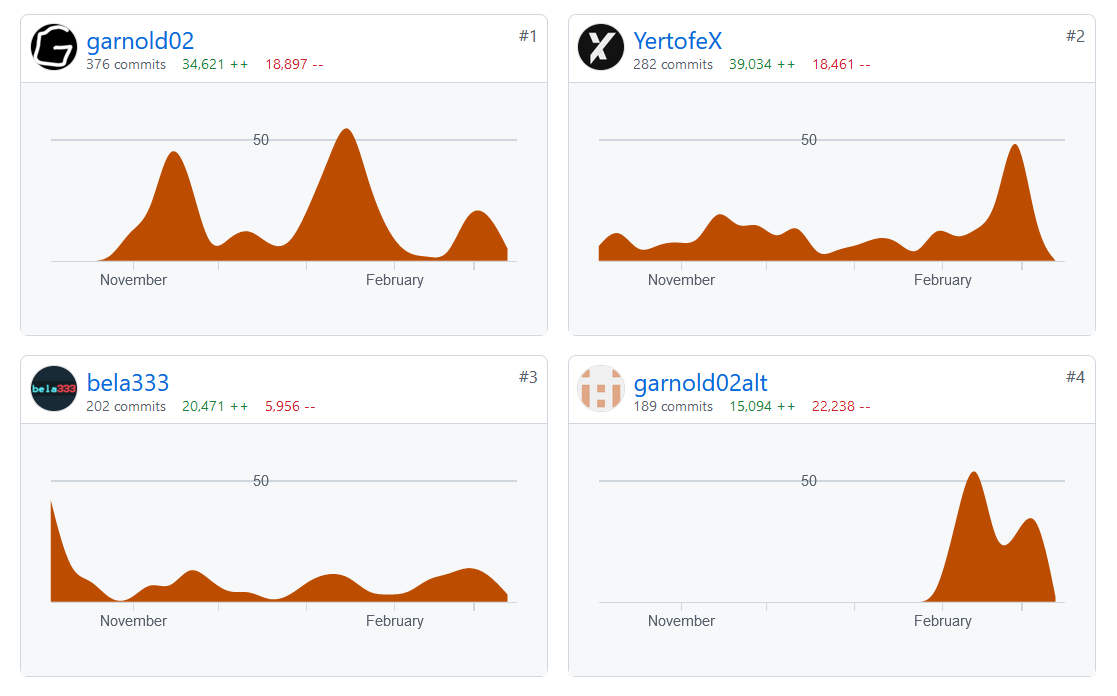 garnold02
#1
376 commits 34,621 ++ 18,897 --
50
November February
YertofeX
#2
282 commits 39,034 ++ 18,461 --
50
November February
bela333
bela333
#3
202 commits 20,471 ++ 5,956 --
50
November February
garnold02alt
#4
189 commits 15,094 ++ 22,238 --
50
November February